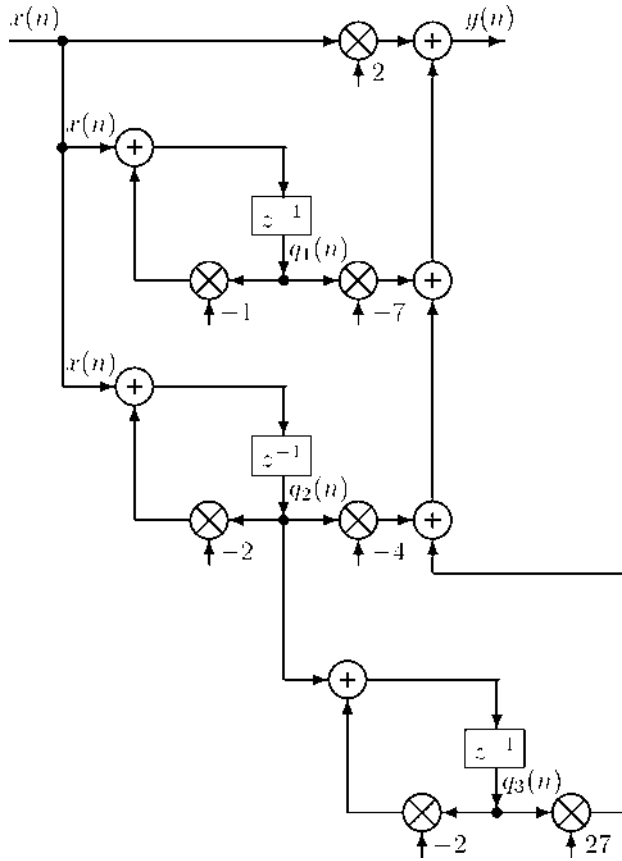 x(n)
y(n)
+
2
x(n)
+
z⁻¹
q₁(n)
+
−1
−7
x(n)
+
z⁻¹
q₂(n)
+
−2
−4
+
z⁻¹
q₃(n)
−2
27